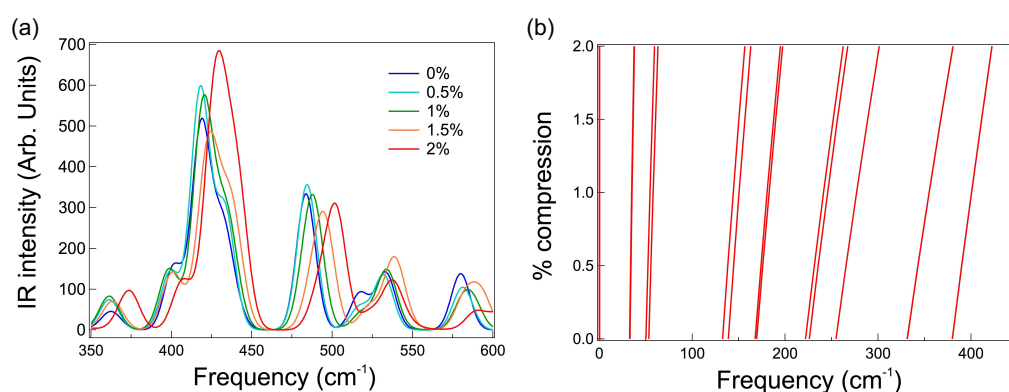 (a)
700
600
500
400
300
200
100
0
IR intensity (Arb. Units)
0%
0.5%
1%
1.5%
2%
350 400 450 500 550 600
Frequency (cm-1)
(b)
2.0
1.5
1.0
0.5
0.0
% compression
0 100 200 300 400
Frequency (cm-1)